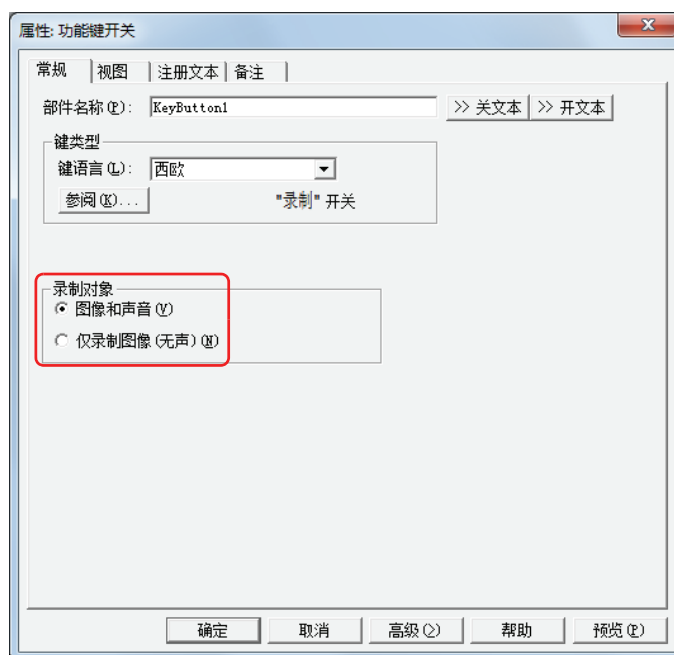 属性: 功能键开关
常规 视图 注册文本 备注
部件名称(P): KeyButton1 >> 关文本 >> 开文本
键类型
键语言(L): 西欧
参阅(K)... "录制" 开关
录制对象
图像和声音(V)
仅录制图像(无声)(N)
确定 取消 高级(>) 帮助 预览(P)